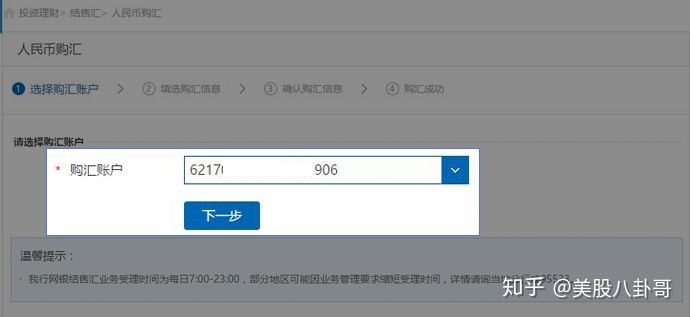 投资理财> 结售汇> 人民币购汇
人民币购汇
1 选择购汇账户 > 2 填选购汇信息 > 3 确认购汇信息 > 4 购汇成功
请选择购汇账户
* 购汇账户 6217 906
下一步
温馨提示：
· 我行网银结售汇业务受理时间为每日7:00-23:00，部分地区可能因业务管理要求缩短受理时间，详情请询当地
知乎 @美股八卦哥